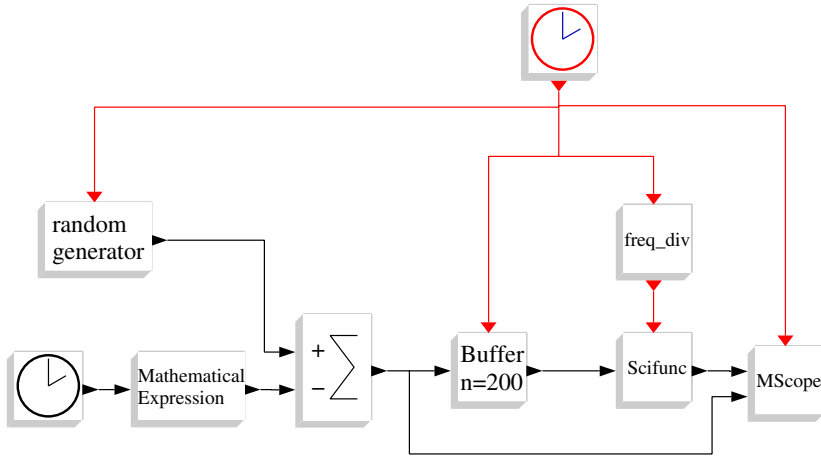 random
generator
freq_div
+
−
Mathematical
Expression
Buffer
n=200
Scifunc
MScope